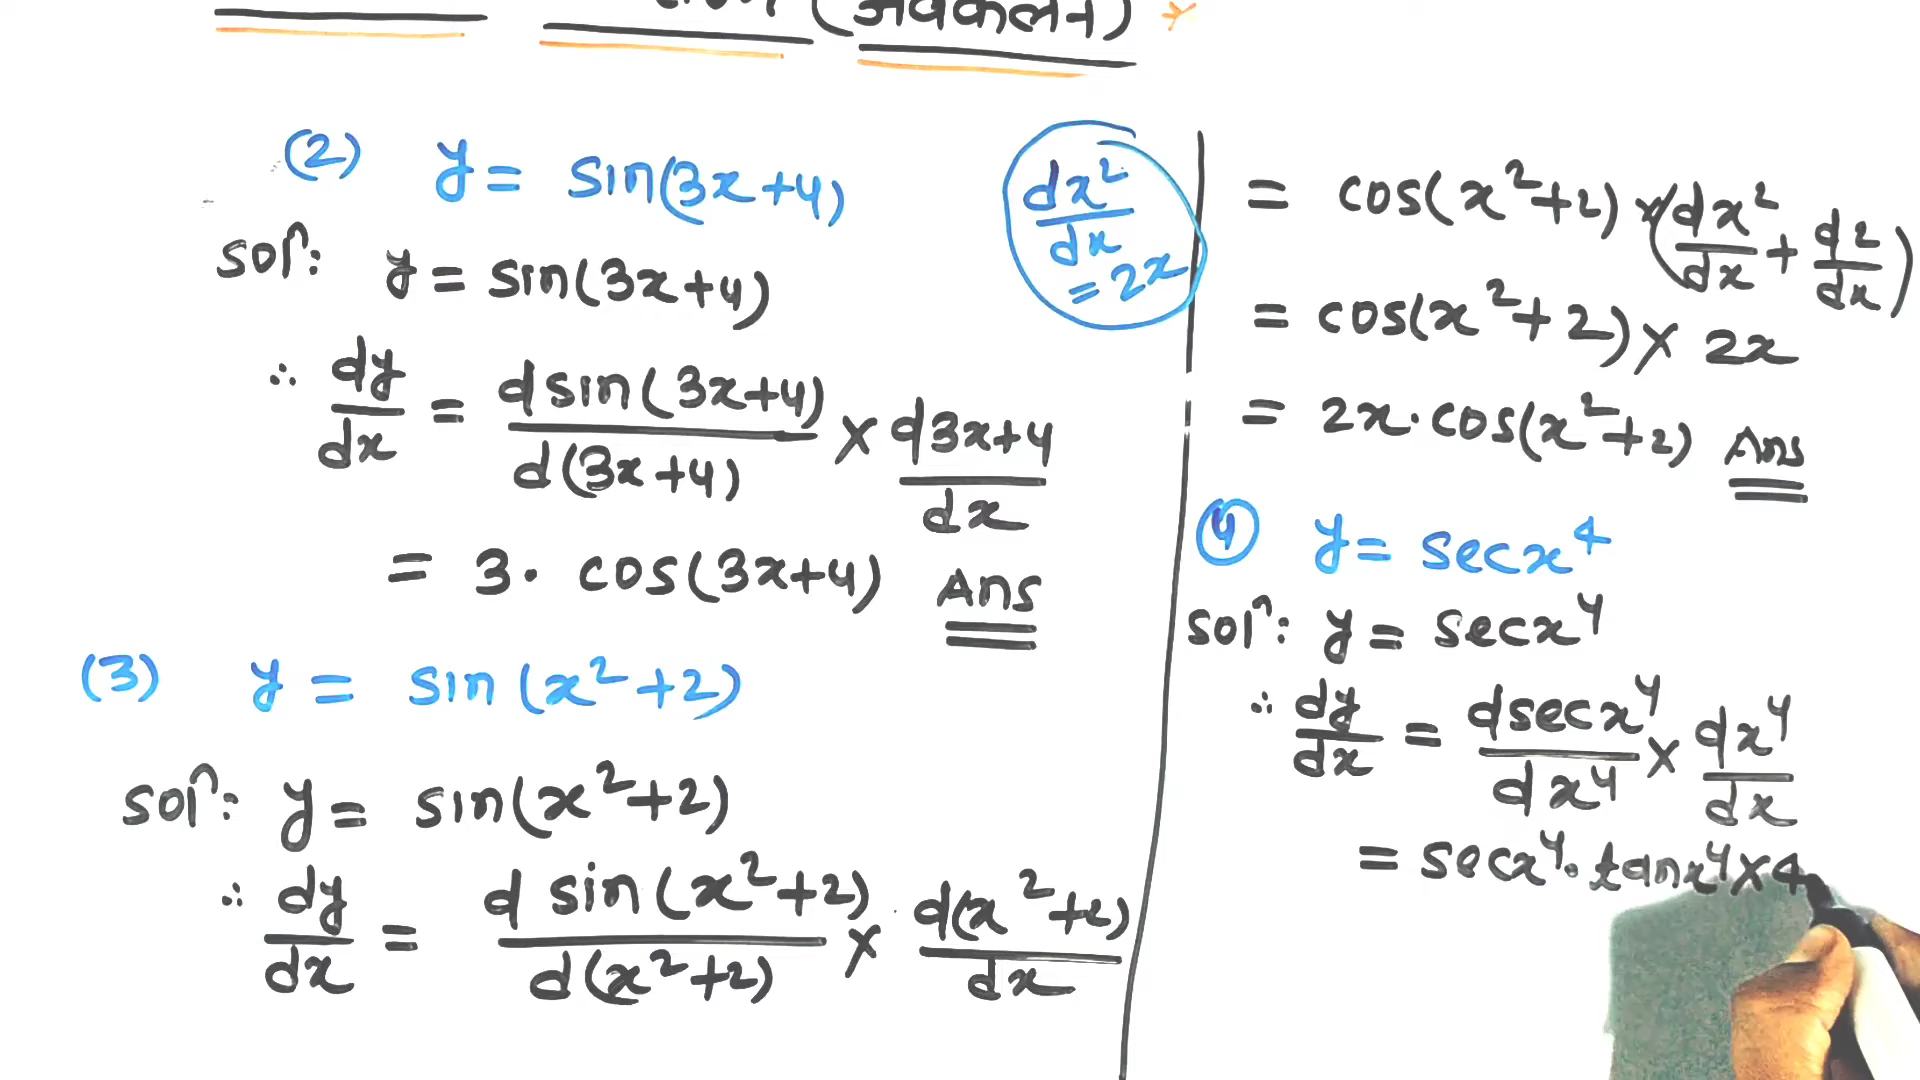 (अवकलन) *
(2) y = sin(3x+4)
solⁿ: y = sin(3x+4)
∴ dy/dx = d sin(3x+4)/d(3x+4) × d3x+4/dx
= 3. cos(3x+4) Ans
(3) y = sin(x²+2)
solⁿ: y = sin(x²+2)
∴ dy/dx = d sin(x²+2)/d(x²+2) × d(x²+2)/dx
dx²/dx
= 2x
= cos(x²+2) × (dx²/dx + d2/dx)
= cos(x²+2) × 2x
= 2x.cos(x²+2) Ans
(4) y = secx⁴
solⁿ: y = secx⁴
∴ dy/dx = dsecx⁴/dx⁴ × dx⁴/dx
= secx⁴. tanx⁴ × 4